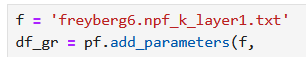 f = 'freyberg6.npf_k_layer1.txt'
df_gr = pf.add_parameters(f,